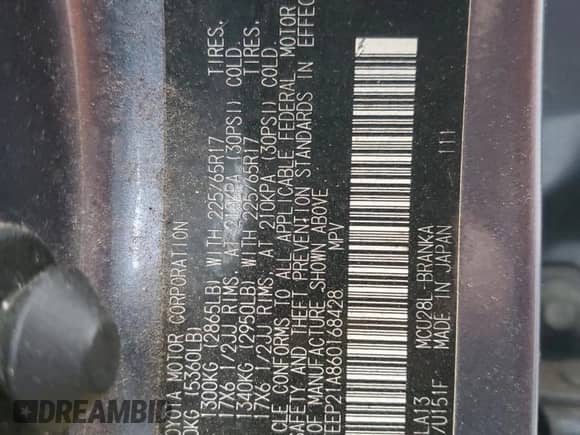 TOYOTA MOTOR CORPORATION
0KG (5360LB)
1300KG (2865LB) WITH 225/65R17 TIRES,
17X6 1/2JJ RIMS, AT 210KPA (30PSI) COLD.
1340KG (2950LB) WITH 225/65R17 TIRES,
17X6 1/2JJ RIMS, AT 210KPA (30PSI) COLD.
CLE CONFORMS TO ALL APPLICABLE FEDERAL MOTOR
SAFETY AND THEFT PREVENTION STANDARDS IN EFFEC
OF MANUFACTURE SHOWN ABOVE.
EEP21A860168428 MPV
LA13 MCU28L-BRANKA 111
70151F MADE IN JAPAN
DREAMBID